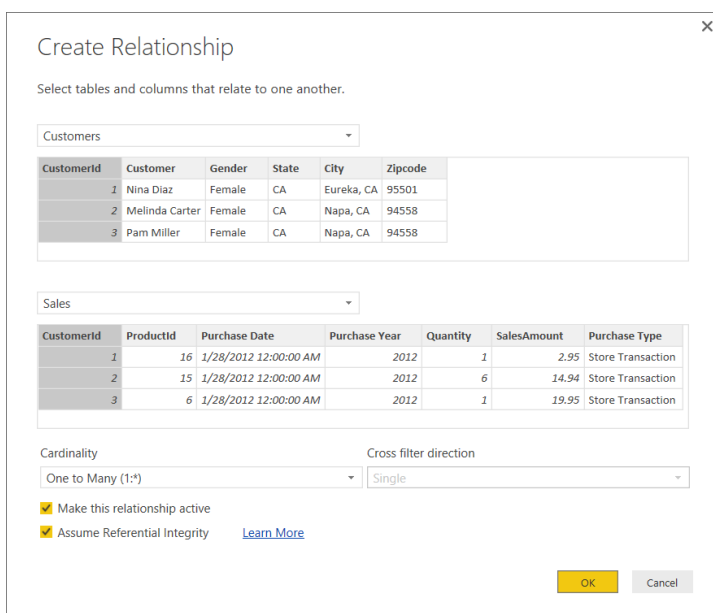 Create Relationship
Select tables and columns that relate to one another.
Customers
CustomerId Customer Gender State City Zipcode
1 Nina Diaz Female CA Eureka, CA 95501
2 Melinda Carter Female CA Napa, CA 94558
3 Pam Miller Female CA Napa, CA 94558
Sales
CustomerId ProductId Purchase Date Purchase Year Quantity SalesAmount Purchase Type
1 16 1/28/2012 12:00:00 AM 2012 1 2.95 Store Transaction
2 15 1/28/2012 12:00:00 AM 2012 6 14.94 Store Transaction
3 6 1/28/2012 12:00:00 AM 2012 1 19.95 Store Transaction
Cardinality Cross filter direction
One to Many (1:*) Single
Make this relationship active
Assume Referential Integrity Learn More
OK Cancel